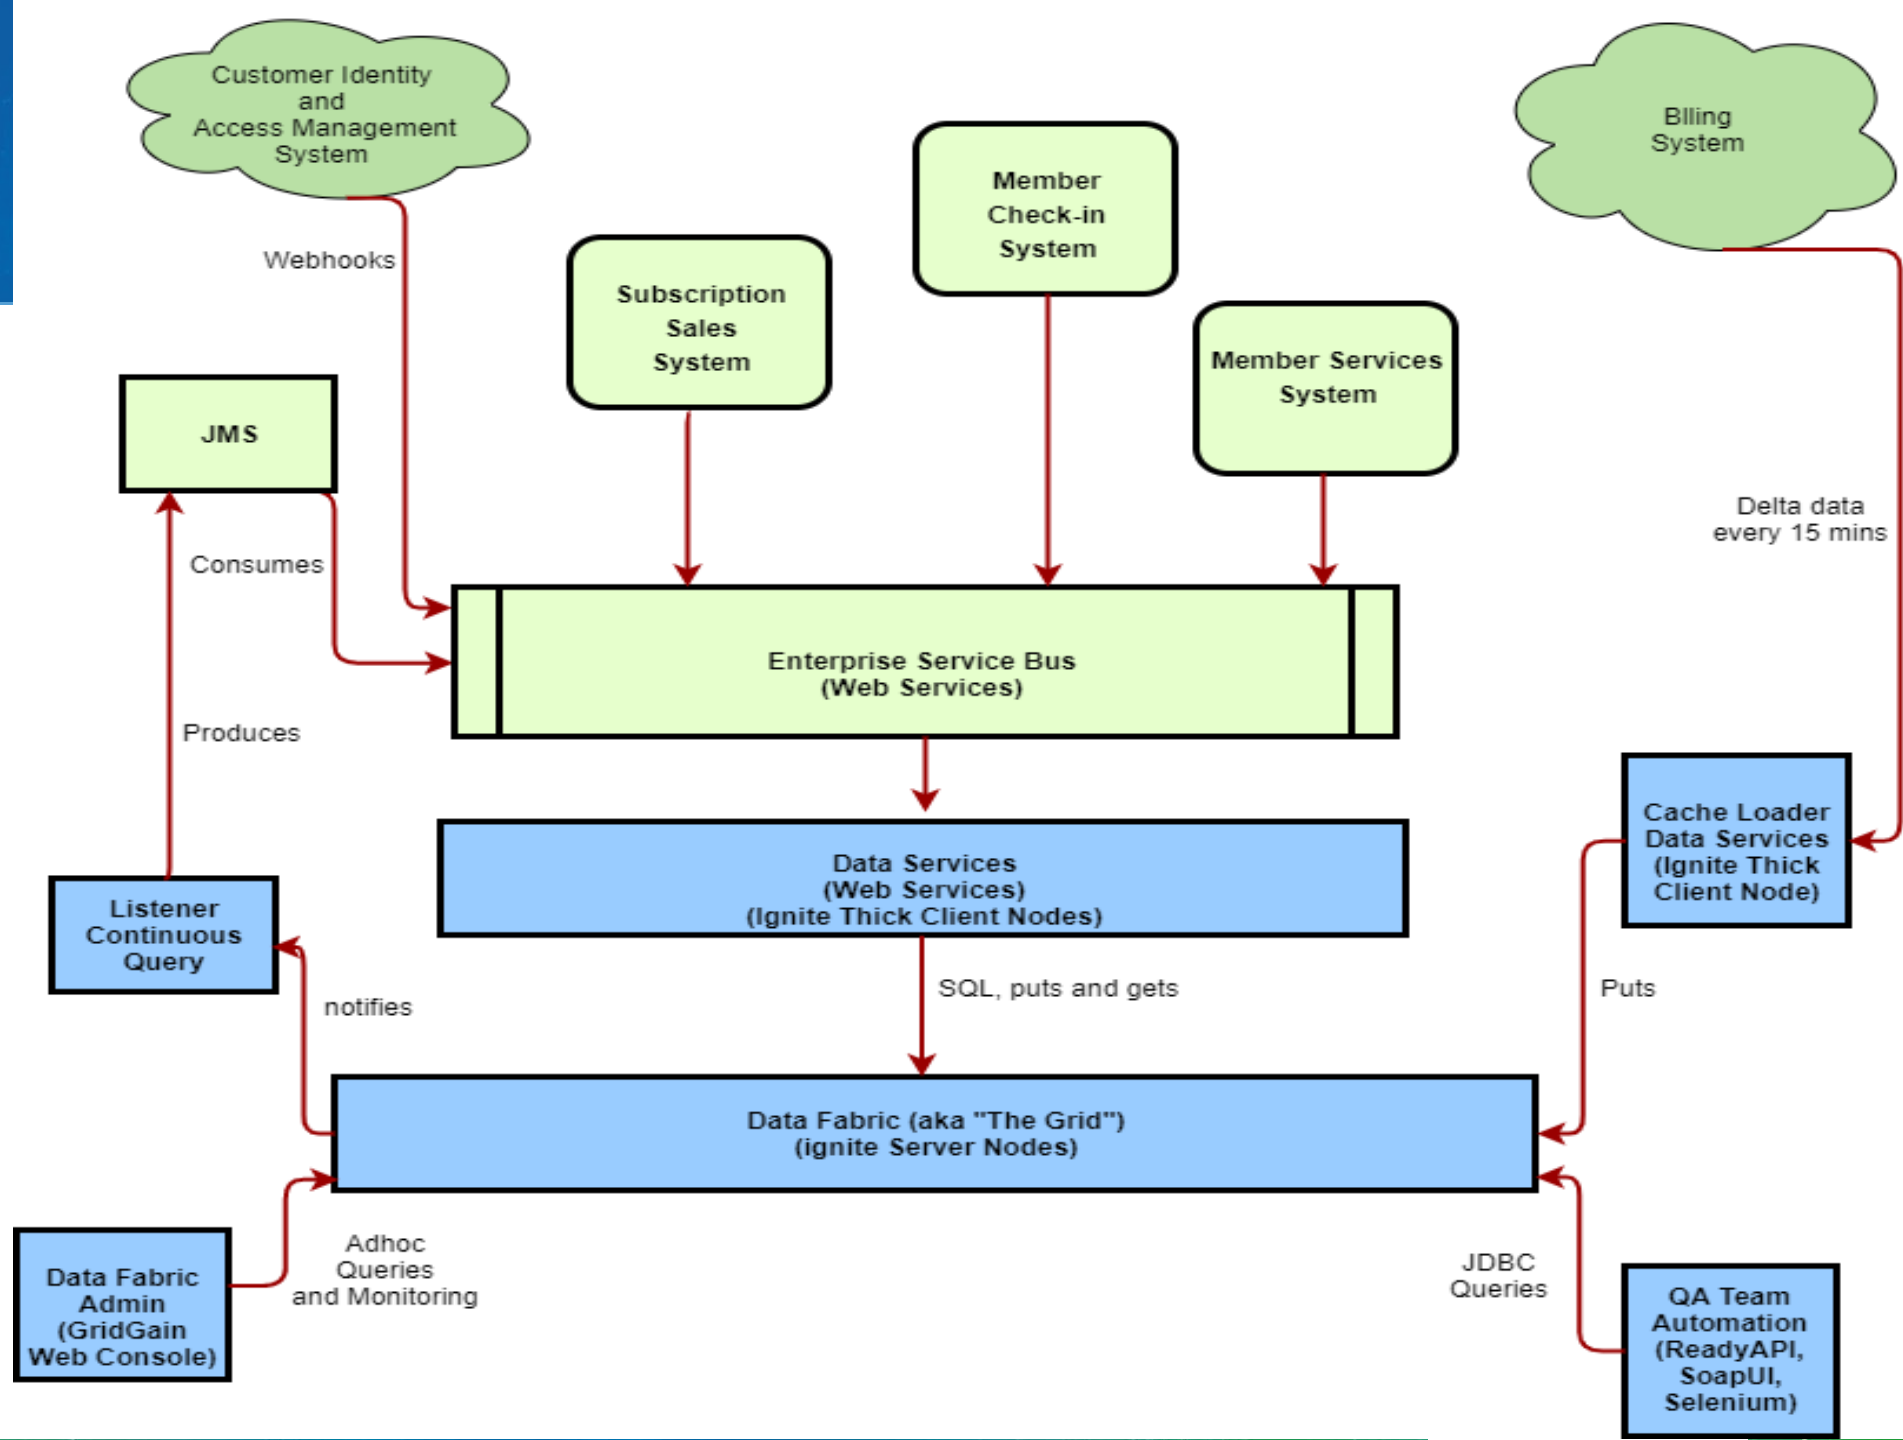 Customer Identity
and
Access Management
System
Blling
System
Member
Check-in
System
Webhooks
Subscription
Sales
System
Member Services
System
JMS
Delta data
every 15 mins
Consumes
Enterprise Service Bus
(Web Services)
Produces
Cache Loader
Data Services
(Ignite Thick
Client Node)
Data Services
(Web Services)
(Ignite Thick Client Nodes)
Listener
Continuous
Query
notifies
SQL, puts and gets
Puts
Data Fabric (aka "The Grid")
(ignite Server Nodes)
Adhoc
Queries
and Monitoring
JDBC
Queries
Data Fabric
Admin
(GridGain
Web Console)
QA Team
Automation
(ReadyAPI,
SoapUI,
Selenium)